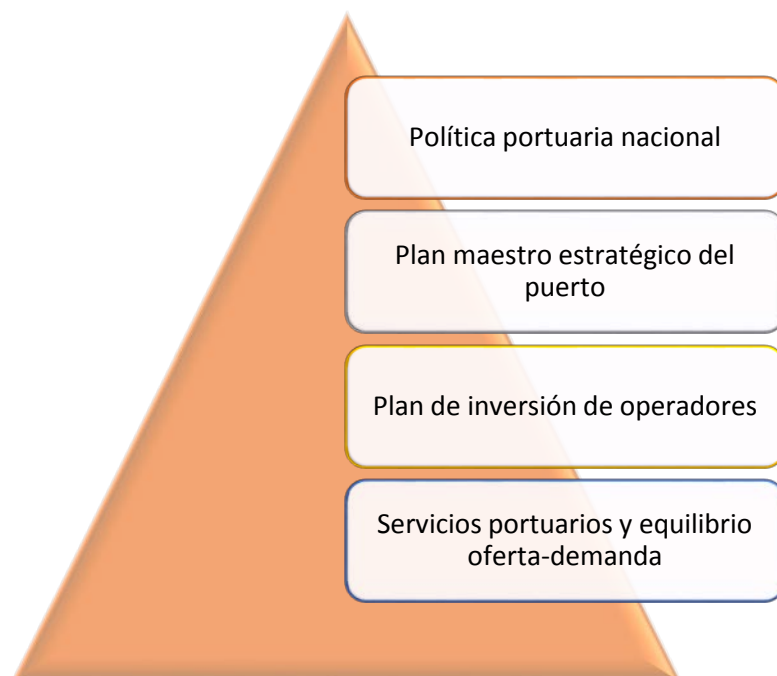 Política portuaria nacional
Plan maestro estratégico del
puerto
Plan de inversión de operadores
Servicios portuarios y equilibrio
oferta-demanda